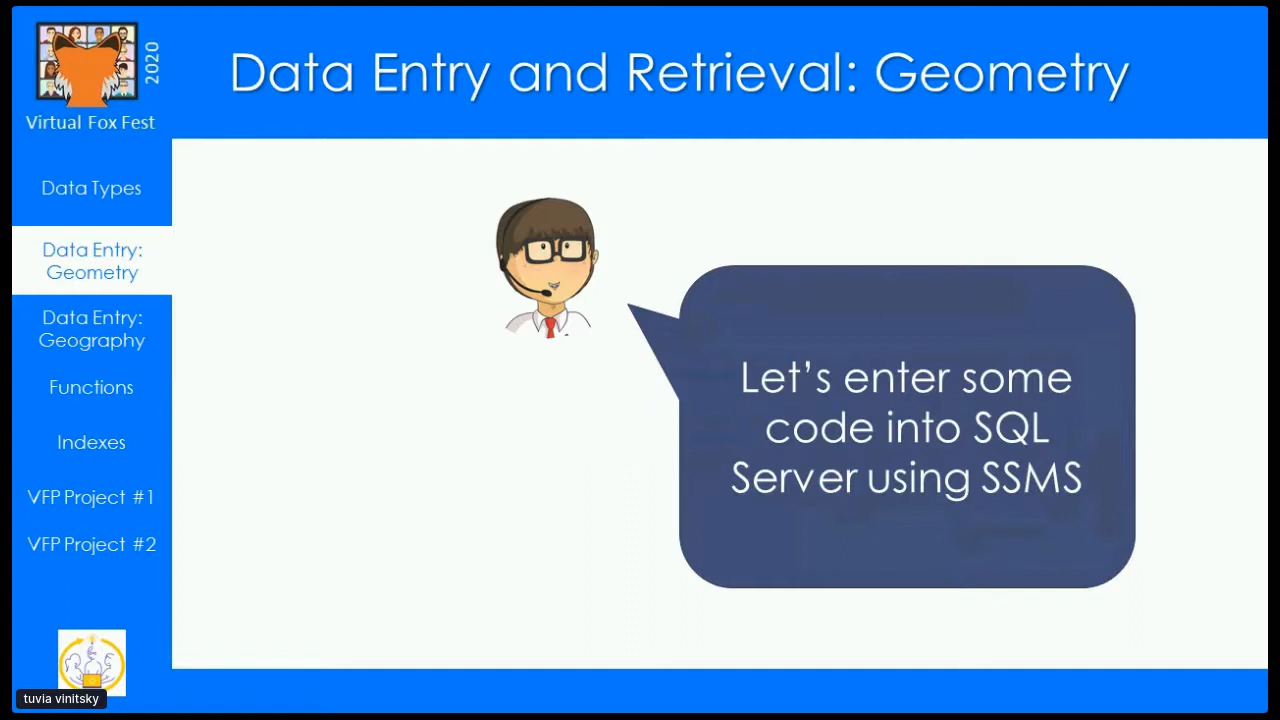 2020
Virtual Fox Fest
Data Entry and Retrieval: Geometry
Data Types
Data Entry:
Geometry
Data Entry:
Geography
Functions
Indexes
VFP Project #1
VFP Project #2
Let's enter some
code into SQL
Server using SSMS
tuvia vinitsky